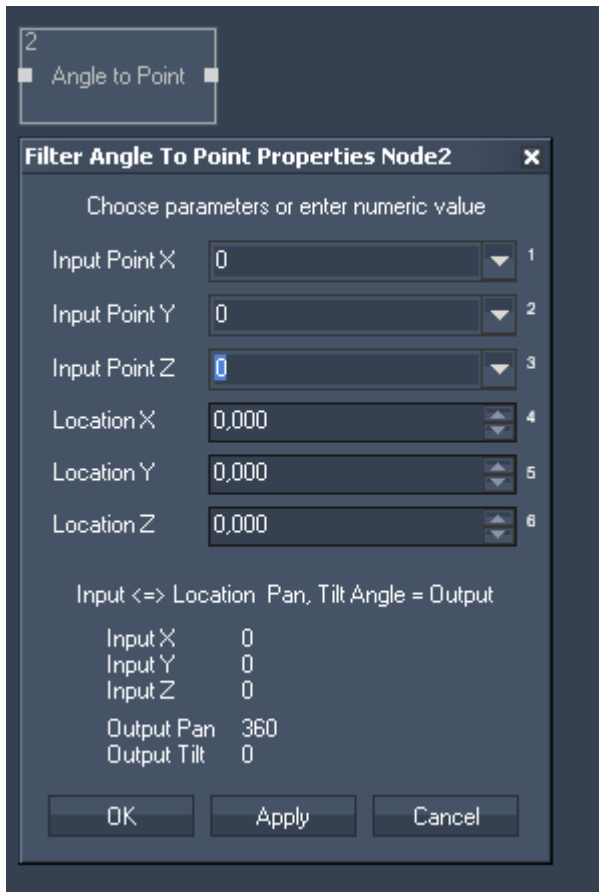 2
Angle to Point
Filter Angle To Point Properties Node2
Choose parameters or enter numeric value
Input Point X 0 1
Input Point Y 0 2
Input Point Z 0 3
Location X 0,000 4
Location Y 0,000 5
Location Z 0,000 6
Input <=> Location Pan, Tilt Angle = Output
Input X 0
Input Y 0
Input Z 0
Output Pan 360
Output Tilt 0
OK Apply Cancel